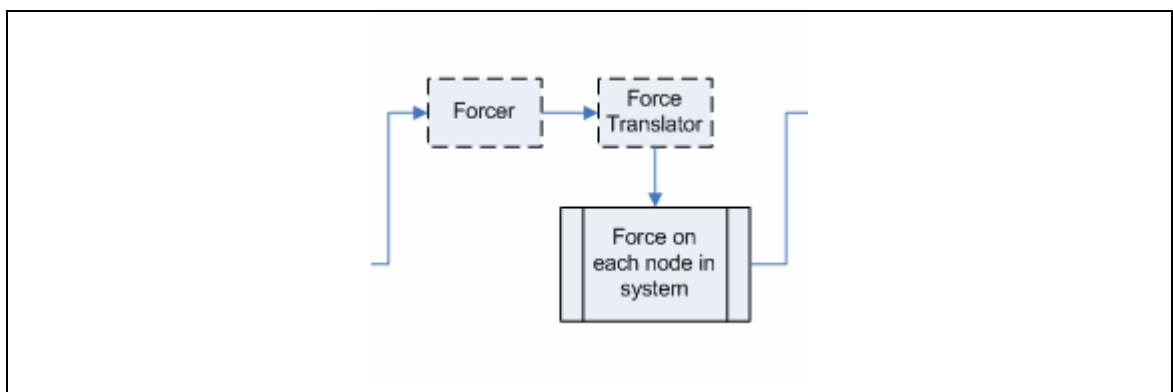 Forcer
Force
Translator
Force on
each node in
system